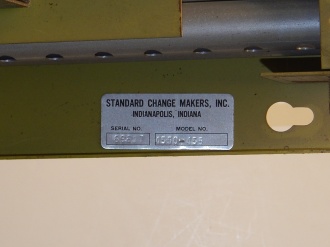 STANDARD CHANGE MAKERS, INC.
INDIANAPOLIS, INDIANA
SERIAL NO. MODEL NO.